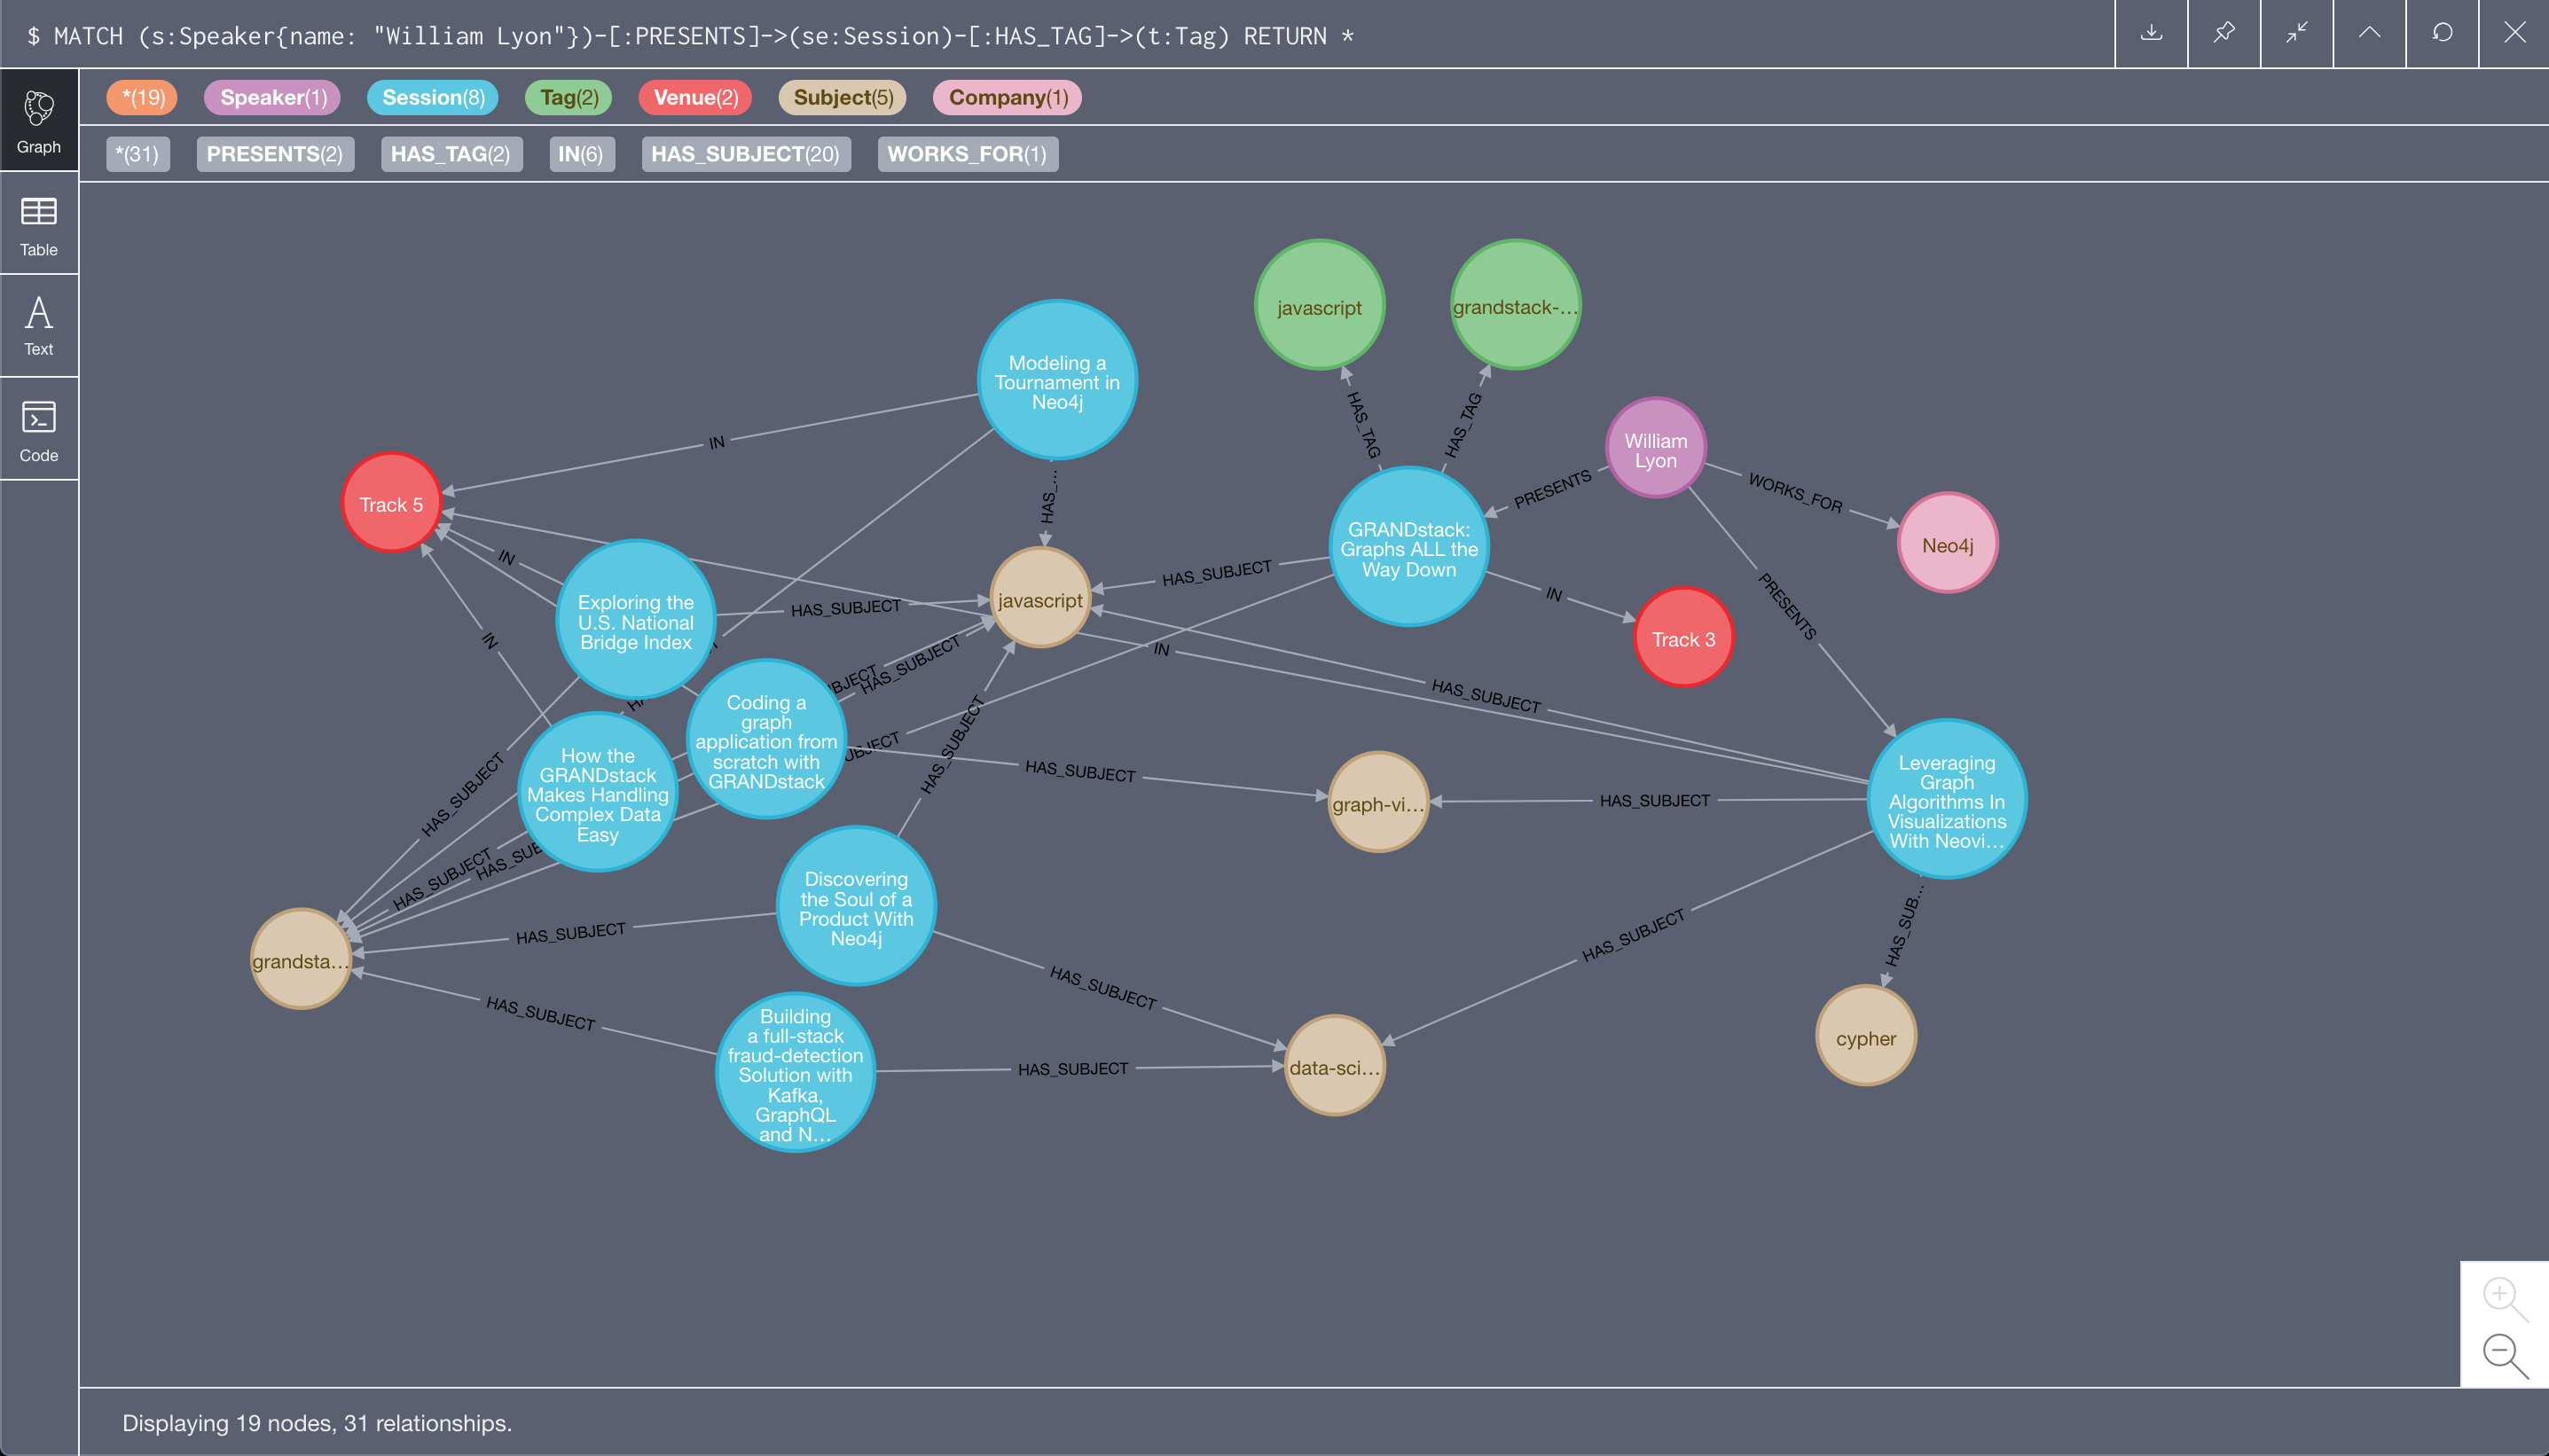 $ MATCH (s:Speaker{name: "William Lyon"})-[:PRESENTS]->(se:Session)-[:HAS_TAG]->(t:Tag) RETURN *
*(19) Speaker(1) Session(8) Tag(2) Venue(2) Subject(5) Company(1)
*(31) PRESENTS(2) HAS_TAG(2) IN(6) HAS_SUBJECT(20) WORKS_FOR(1)
Graph
Table
Text
Code
javascript
grandstack-...
HAS_TAG
HAS_TAG
Modeling a
Tournament in
Neo4j
IN
HAS_...
William
Lyon
PRESENTS
WORKS_FOR
Neo4j
Track 5
IN
IN
GRANDstack:
Graphs ALL the
Way Down
HAS_SUBJECT
IN
PRESENTS
Track 3
Exploring the
U.S. National
Bridge Index
HAS_SUBJECT
javascript
IN
HAS_SUBJECT
HAS_SUBJECT
BJECT
Coding a
graph
application from
scratch with
GRANDstack
UBJECT
HAS_SUBJECT
HAS_SUBJECT
graph-vi...
HAS_SUBJECT
Leveraging
Graph
Algorithms In
Visualizations
With Neovi...
How the
GRANDstack
Makes Handling
Complex Data
Easy
HAS_SUBJECT
HAS_SUBJECT
HAS_SUB
Discovering
the Soul of a
Product With
Neo4j
HAS_SUBJECT
HAS_SUBJECT
HAS_SUBJECT
HAS_SUB...
grandsta...
HAS_SUBJECT
Building
a full-stack
fraud-detection
Solution with
Kafka,
GraphQL
and N...
HAS_SUBJECT
data-sci...
cypher
Displaying 19 nodes, 31 relationships.